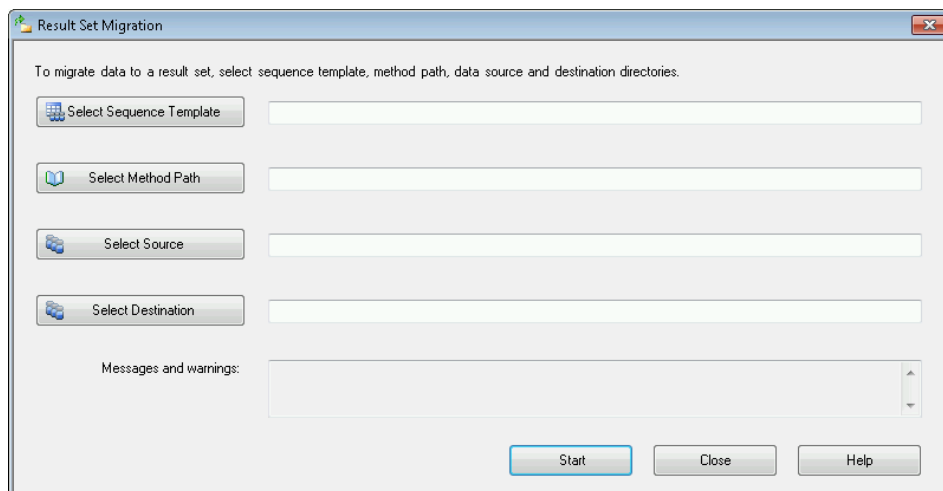 Result Set Migration
To migrate data to a result set, select sequence template, method path, data source and destination directories.
Select Sequence Template
Select Method Path
Select Source
Select Destination
Messages and warnings:
Start Close Help